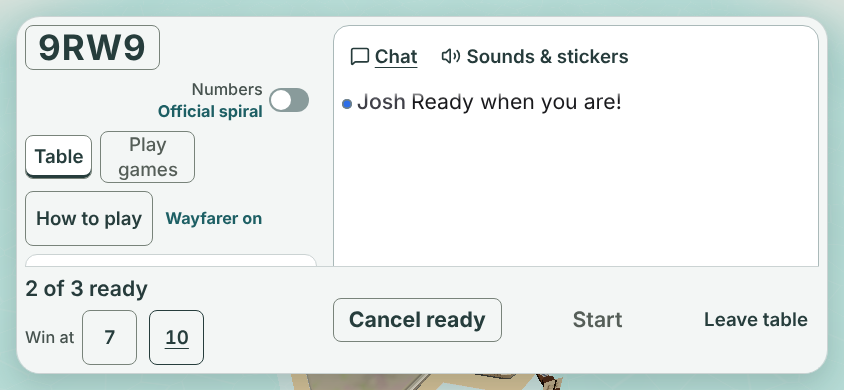 9RW9
Numbers
Official spiral
Table
Play
games
How to play
Wayfarer on
Chat
Sounds & stickers
Josh Ready when you are!
2 of 3 ready
Win at
7
10
Cancel ready
Start
Leave table